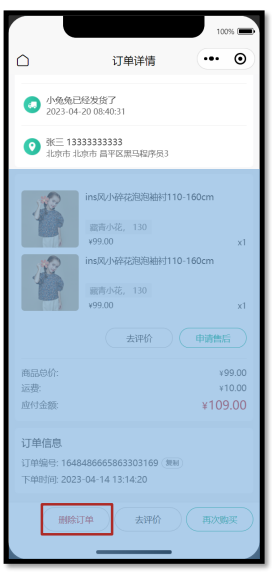 100%
订单详情
小兔兔已经发货了
2023-04-20 08:40:31
张三 13333333333
北京市 北京市 昌平区黑马程序员3
ins风小碎花泡泡袖衬110-160cm
靛青小花, 130
¥99.00 x1
ins风小碎花泡泡袖衬110-160cm
靛青小花, 130
¥99.00 x1
去评价 申请售后
商品总价: ¥99.00
运费: ¥10.00
应付金额: ¥109.00
订单信息
订单编号: 1648486665863303169 复制
下单时间: 2023-04-14 13:14:20
删除订单 去评价 再次购买